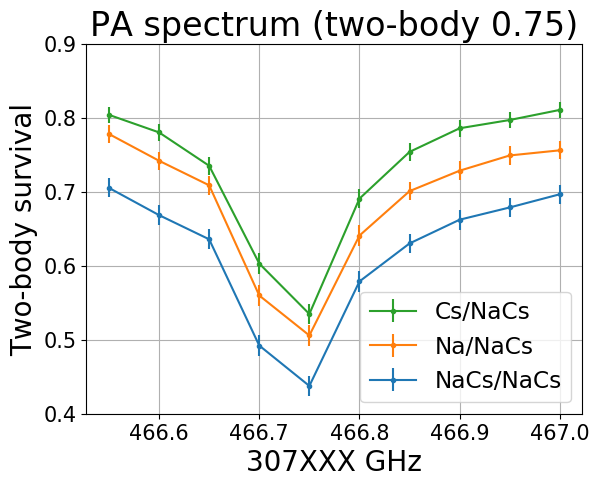 PA spectrum (two-body 0.75)
Two-body survival
0.9
0.8
0.7
0.6
0.5
0.4
Cs/NaCs
Na/NaCs
NaCs/NaCs
466.6 466.7 466.8 466.9 467.0
307XXX GHz